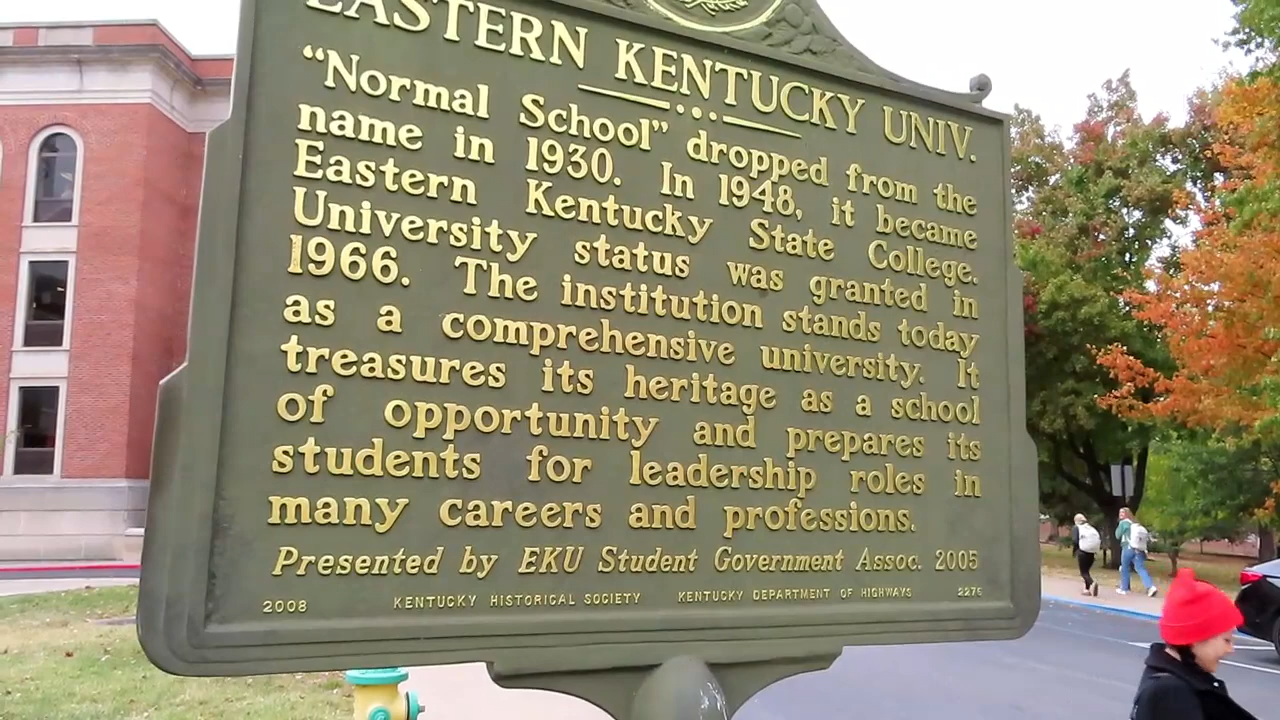 EASTERN KENTUCKY UNIV.
“Normal School” dropped from the
name in 1930. In 1948, it became
Eastern Kentucky State College.
University status was granted in
1966. The institution stands today
as a comprehensive university. It
treasures its heritage as a school
of opportunity and prepares its
students for leadership roles in
many careers and professions.
Presented by EKU Student Government Assoc. 2005
2008 KENTUCKY HISTORICAL SOCIETY KENTUCKY DEPARTMENT OF HIGHWAYS